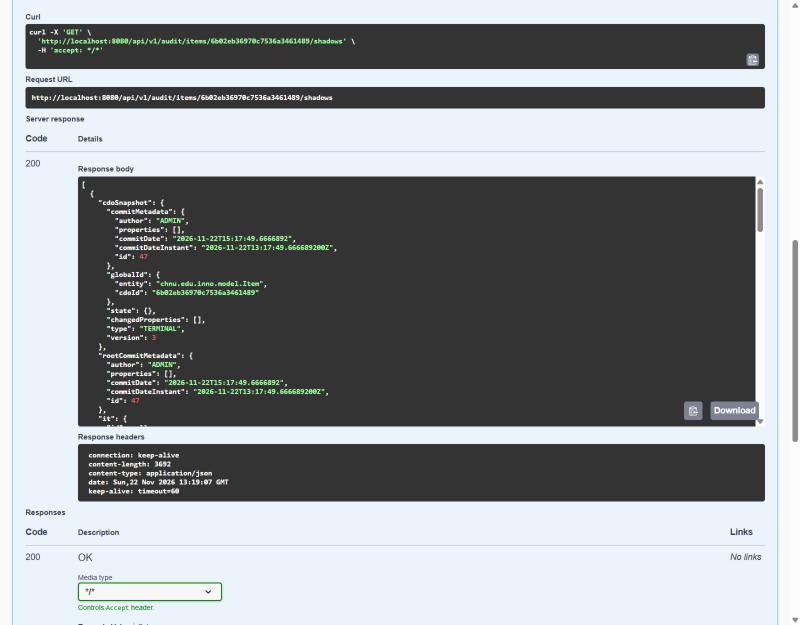 Curl
curl -X 'GET' \
'http://localhost:8080/api/v1/audit/items/6b02eb36970c7536a3461489/shadows' \
-H 'accept: */*'
Request URL
http://localhost:8080/api/v1/audit/items/6b02eb36970c7536a3461489/shadows
Server response
Code Details
200
Response body
[
{
"cdoSnapshot": {
"commitMetadata": {
"author": "ADMIN",
"properties": [],
"commitDate": "2026-11-22T15:17:49.6666892",
"commitDateInstant": "2026-11-22T13:17:49.666689200Z",
"id": 47
},
"globalId": {
"entity": "chnu.edu.inno.model.Item",
"cdoId": "6b02eb36970c7536a3461489"
},
"state": {},
"changedProperties": [],
"type": "TERMINAL",
"version": 3
},
"rootCommitMetadata": {
"author": "ADMIN",
"properties": [],
"commitDate": "2026-11-22T15:17:49.6666892",
"commitDateInstant": "2026-11-22T13:17:49.666689200Z",
"id": 47
},
"it": {
Download
Response headers
connection: keep-alive
content-length: 3692
content-type: application/json
date: Sun,22 Nov 2026 13:19:07 GMT
keep-alive: timeout=60
Responses
Code Description Links
200 OK No links
Media type
*/*
Controls Accept header.